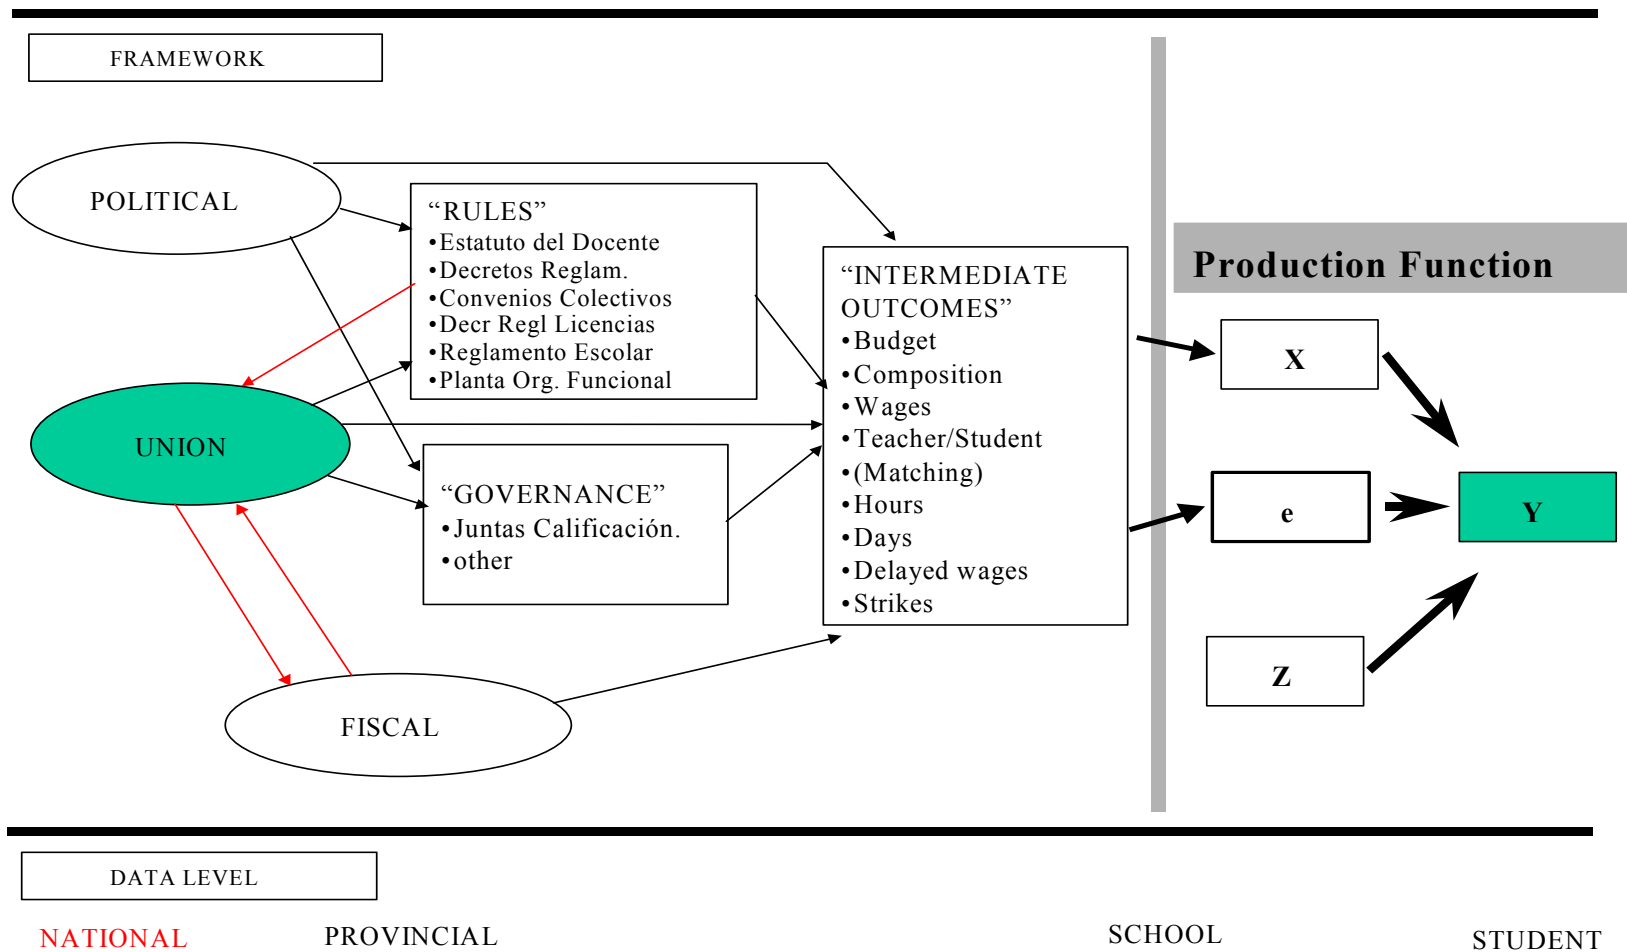 FRAMEWORK
POLITICAL
“RULES”
•Estatuto del Docente
•Decretos Reglam.
•Convenios Colectivos
•Decr Regl Licencias
•Reglamento Escolar
•Planta Org. Funcional
UNION
“GOVERNANCE”
•Juntas Calificación.
•other
FISCAL
“INTERMEDIATE
OUTCOMES”
•Budget
•Composition
•Wages
•Teacher/Student
•(Matching)
•Hours
•Days
•Delayed wages
•Strikes
Production Function
X
e
Y
Z
DATA LEVEL
NATIONAL
PROVINCIAL
SCHOOL
STUDENT